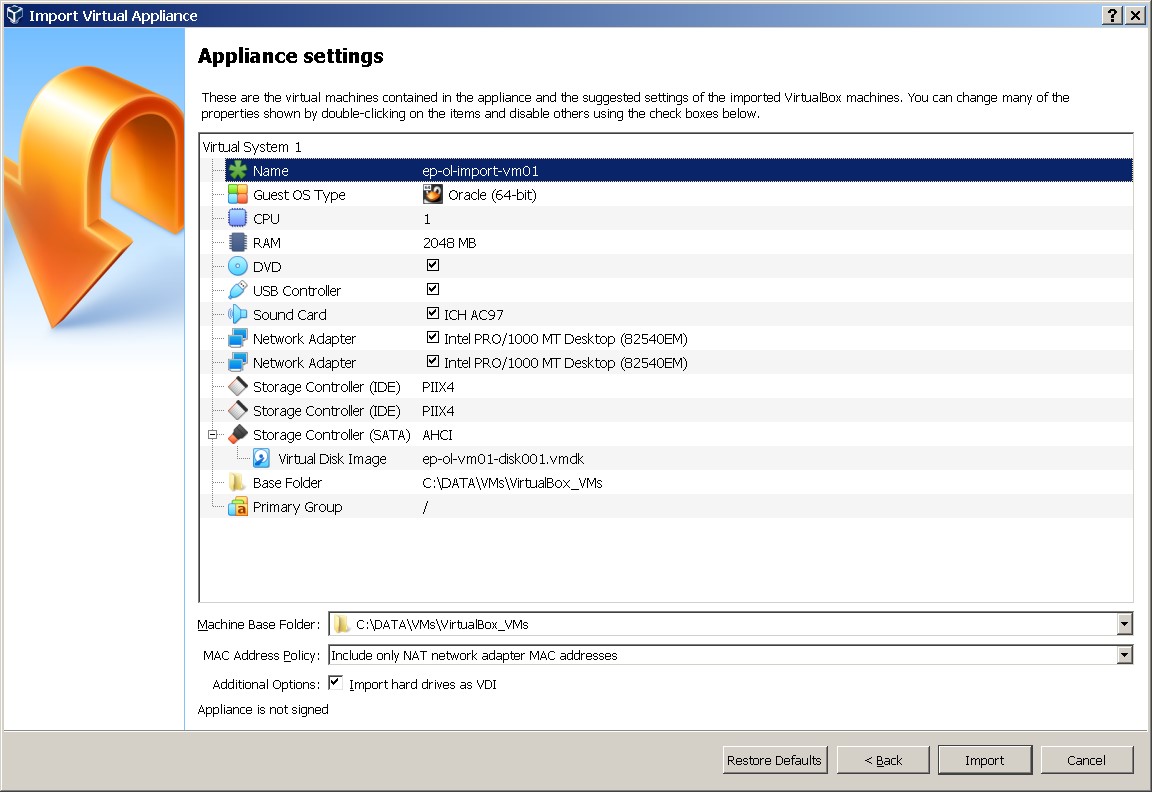 Import Virtual Appliance
Appliance settings
These are the virtual machines contained in the appliance and the suggested settings of the imported VirtualBox machines. You can change many of the
properties shown by double-clicking on the items and disable others using the check boxes below.
Virtual System 1
Name ep-ol-import-vm01
Guest OS Type Oracle (64-bit)
CPU 1
RAM 2048 MB
DVD
USB Controller
Sound Card ICH AC97
Network Adapter Intel PRO/1000 MT Desktop (82540EM)
Network Adapter Intel PRO/1000 MT Desktop (82540EM)
Storage Controller (IDE) PIIX4
Storage Controller (IDE) PIIX4
Storage Controller (SATA) AHCI
Virtual Disk Image ep-ol-vm01-disk001.vmdk
Base Folder C:\DATA\VMs\VirtualBox_VMs
Primary Group /
Machine Base Folder: C:\DATA\VMs\VirtualBox_VMs
MAC Address Policy: Include only NAT network adapter MAC addresses
Additional Options: Import hard drives as VDI
Appliance is not signed
Restore Defaults < Back Import Cancel